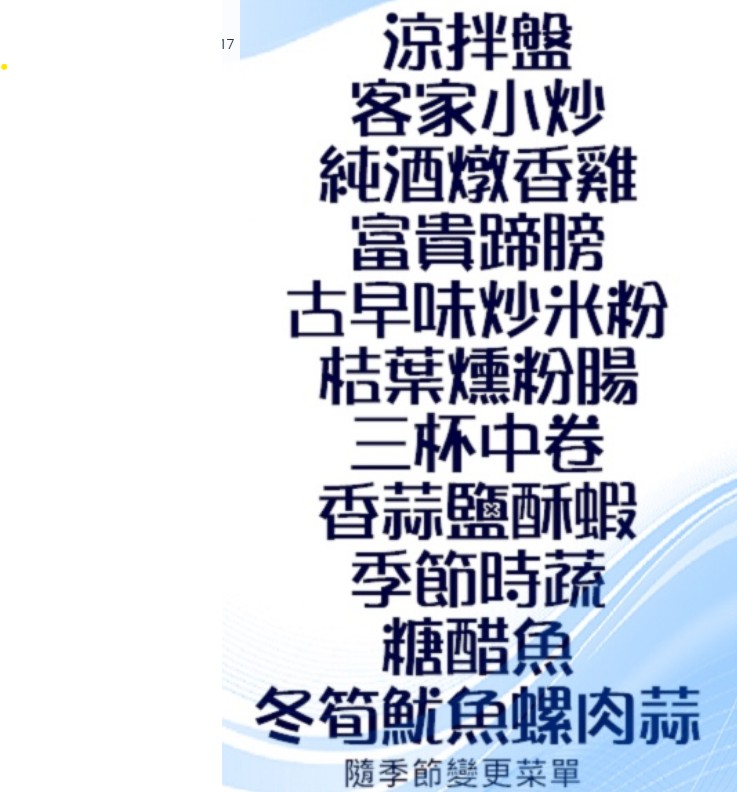 17
涼拌盤
客家小炒
純酒燉香雞
富貴蹄膀
古早味炒米粉
桔葉燻粉腸
三杯中卷
香蒜鹽酥蝦
季節時蔬
糖醋魚
冬筍魷魚螺肉蒜
隨季節變更菜單